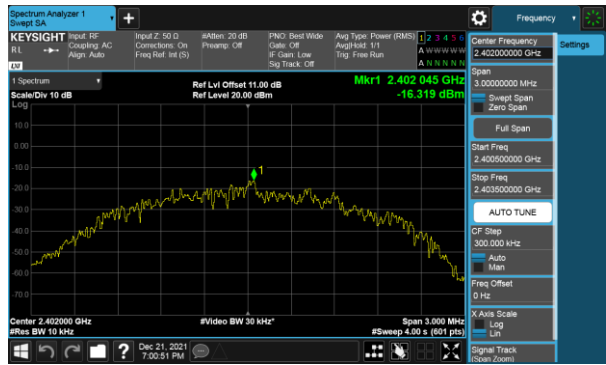 Spectrum Analyzer 1
Swept SA
+
Frequency
KEYSIGHT
RL
LXI
Input: RF
Coupling: AC
Align: Auto
Input Z: 50 Ω
Corrections: On
Freq Ref: Int (S)
#Atten: 20 dB
Preamp: Off
PNO: Best Wide
Gate: Off
IF Gain: Low
Sig Track: Off
Avg Type: Power (RMS)
Avg|Hold: 1/1
Trig: Free Run
1 2 3 4 5 6
A W W W W W
A N N N N N
1 Spectrum
Scale/Div 10 dB
Ref Lvl Offset 11.00 dB
Ref Level 20.00 dBm
Mkr1 2.402 045 GHz
-16.319 dBm
Log
10.0
0.00
-10.0
-20.0
-30.0
-40.0
-50.0
-60.0
-70.0
1
Center 2.402000 GHz
#Res BW 10 kHz
#Video BW 30 kHz*
Span 3.000 MHz
#Sweep 4.00 s (601 pts)
Dec 21, 2021
7:00:51 PM
?
Center Frequency
2.402000000 GHz
Settings
Span
3.00000000 MHz
Swept Span
Zero Span
Full Span
Start Freq
2.400500000 GHz
Stop Freq
2.403500000 GHz
AUTO TUNE
CF Step
300.000 kHz
Auto
Man
Freq Offset
0 Hz
X Axis Scale
Log
Lin
Signal Track
(Span Zoom)